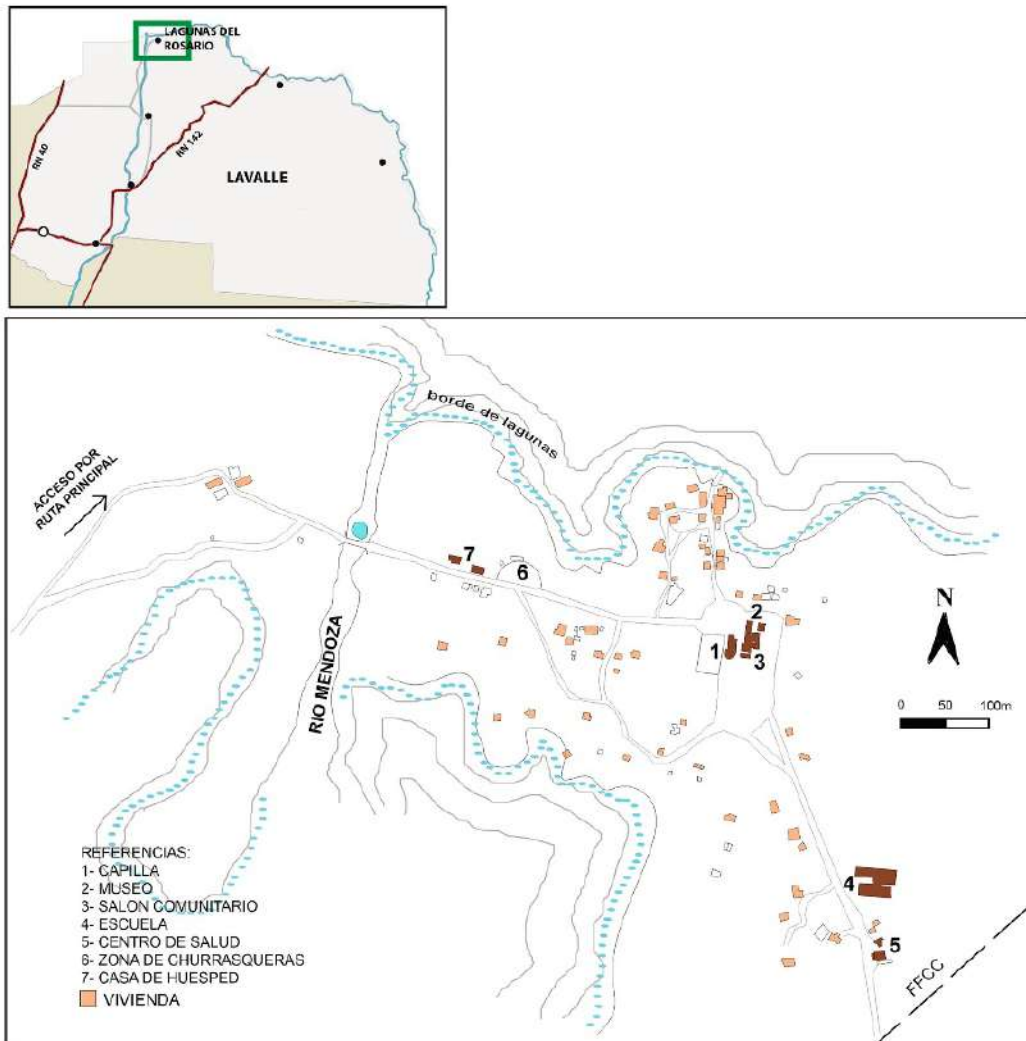 LAGUNAS DEL
ROSARIO
RN 40
RN 142
LAVALLE
borde de lagunas
ACCESO POR
RUTA PRINCIPAL
7
6
2
1
3
N
0 50 100m
RIO MENDOZA
4
5
FFCC
REFERENCIAS:
1- CAPILLA
2- MUSEO
3- SALON COMUNITARIO
4- ESCUELA
5- CENTRO DE SALUD
6- ZONA DE CHURRASQUERAS
7- CASA DE HUESPED
VIVIENDA